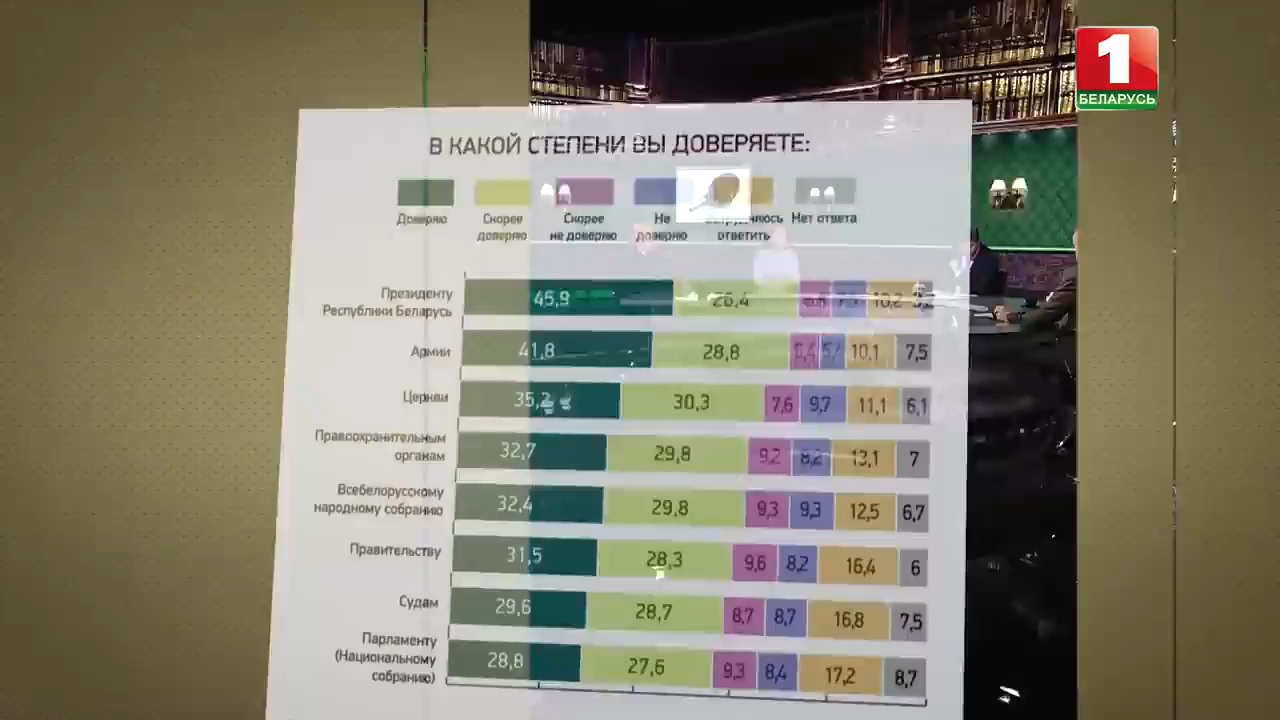 1
БЕЛАРУСЬ
В КАКОЙ СТЕПЕНИ ВЫ ДОВЕРЯЕТЕ:
Доверяю
Скорее
доверяю
Скорее
не доверяю
Не
доверяю
ответить
Нет ответа
Президенту
Республики Беларусь
45,9 26,4 10,2
Армии
41,8 28,8 10,1 7,5
Церкви
35,2 30,3 7,6 9,7 11,1 6,1
Правоохранительным
органам
32,7 29,8 9,2 8,2 13,1 7
Всебелорусскому
народному собранию
32,4 29,8 9,3 9,3 12,5 6,7
Правительству
31,5 28,3 9,6 8,2 16,4 6
Судам
29,6 28,7 8,7 8,7 16,8 7,5
Парламенту
(Национальному
собранию)
28,8 27,6 9,3 8,4 17,2 8,7